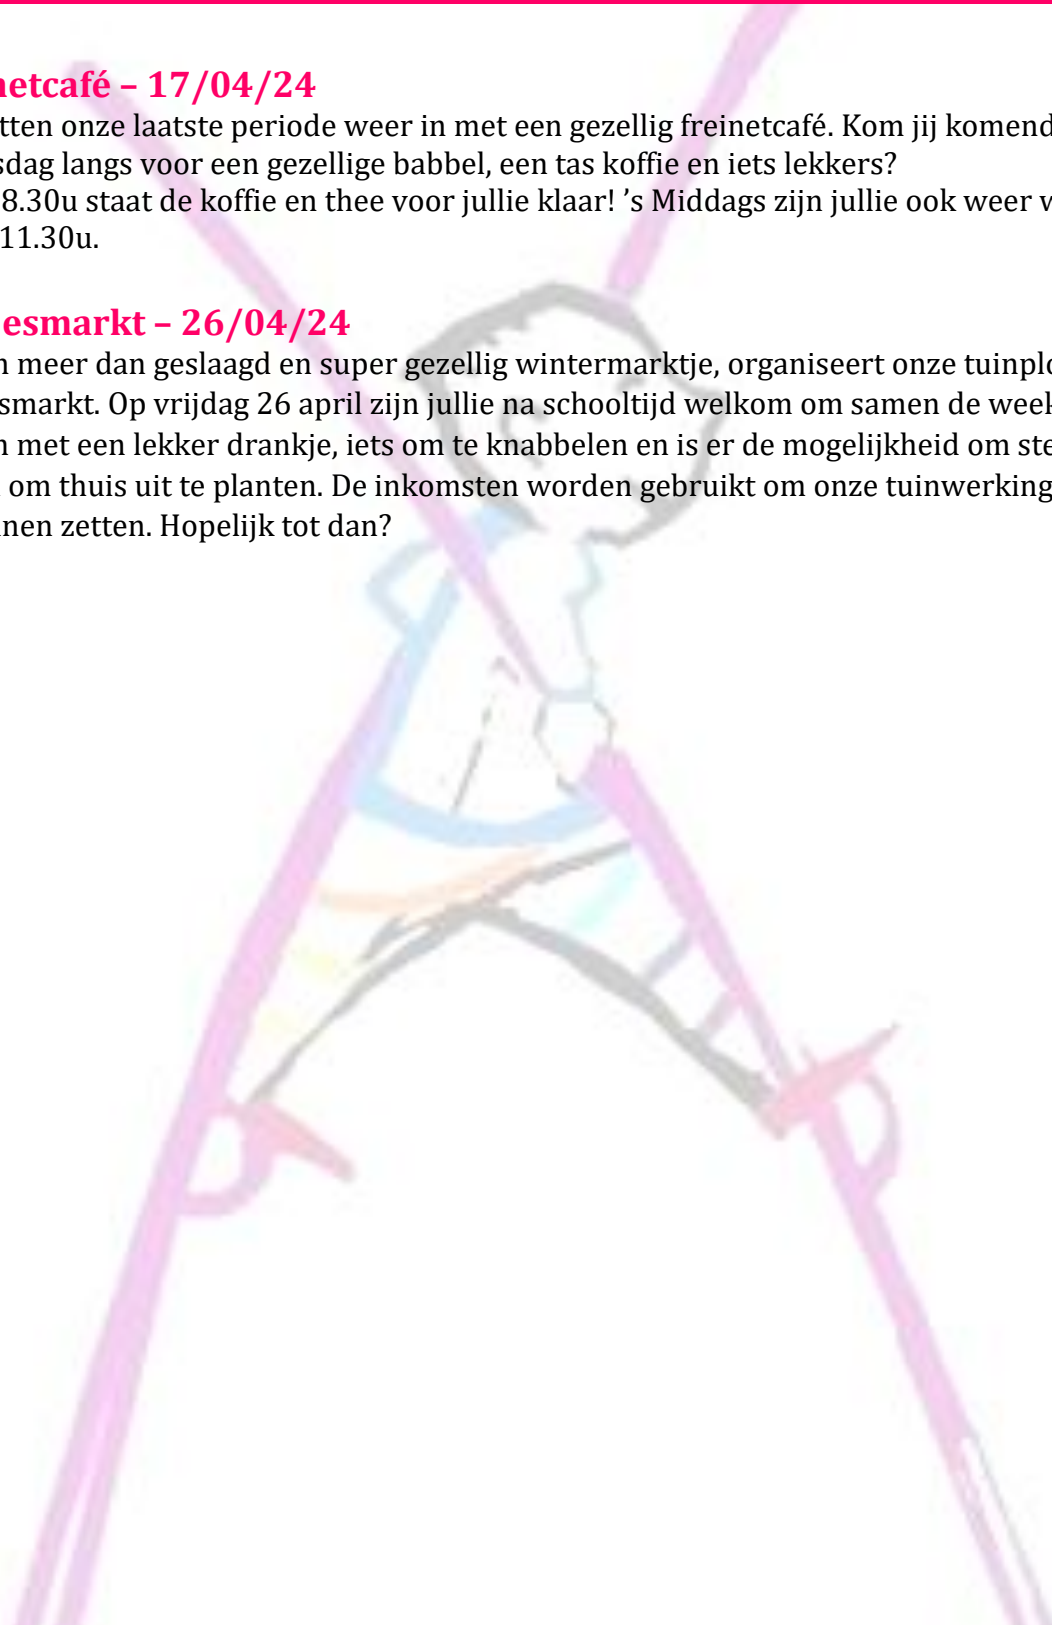 netcafé – 17/04/24
tten onze laatste periode weer in met een gezellig freinetcafé. Kom jij komend
sdag langs voor een gezellige babbel, een tas koffie en iets lekkers?
8.30u staat de koffie en thee voor jullie klaar! ’s Middags zijn jullie ook weer w
11.30u.
esmarkt – 26/04/24
n meer dan geslaagd en super gezellig wintermarktje, organiseert onze tuinplo
smarkt. Op vrijdag 26 april zijn jullie na schooltijd welkom om samen de week
n met een lekker drankje, iets om te knabbelen en is er de mogelijkheid om ste
om thuis uit te planten. De inkomsten worden gebruikt om onze tuinwerking
nen zetten. Hopelijk tot dan?